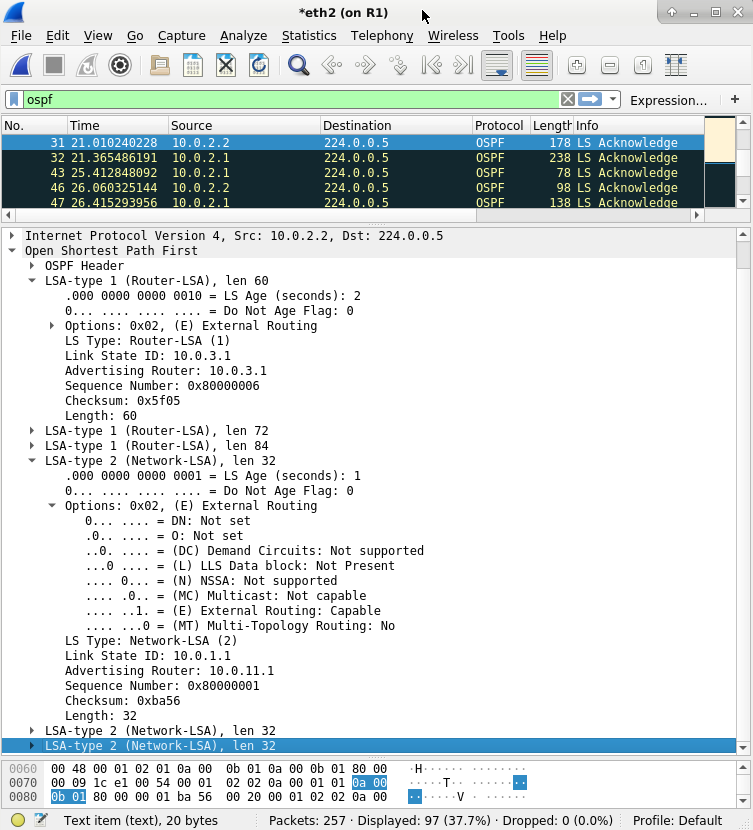 *eth2 (on R1)
File Edit View Go Capture Analyze Statistics Telephony Wireless Tools Help
ospf Expression... +
No. Time Source Destination Protocol Length Info
31 21.010240228 10.0.2.2 224.0.0.5 OSPF 178 LS Acknowledge
32 21.365486191 10.0.2.1 224.0.0.5 OSPF 238 LS Acknowledge
43 25.412848092 10.0.2.1 224.0.0.5 OSPF 78 LS Acknowledge
46 26.060325144 10.0.2.2 224.0.0.5 OSPF 98 LS Acknowledge
47 26.415293956 10.0.2.1 224.0.0.5 OSPF 138 LS Acknowledge
Internet Protocol Version 4, Src: 10.0.2.2, Dst: 224.0.0.5
Open Shortest Path First
OSPF Header
LSA-type 1 (Router-LSA), len 60
.000 0000 0000 0010 = LS Age (seconds): 2
0... .... .... .... = Do Not Age Flag: 0
Options: 0x02, (E) External Routing
LS Type: Router-LSA (1)
Link State ID: 10.0.3.1
Advertising Router: 10.0.3.1
Sequence Number: 0x80000006
Checksum: 0x5f05
Length: 60
LSA-type 1 (Router-LSA), len 72
LSA-type 1 (Router-LSA), len 84
LSA-type 2 (Network-LSA), len 32
.000 0000 0000 0001 = LS Age (seconds): 1
0... .... .... .... = Do Not Age Flag: 0
Options: 0x02, (E) External Routing
0... .... = DN: Not set
.0.. .... = O: Not set
..0. .... = (DC) Demand Circuits: Not supported
...0 .... = (L) LLS Data block: Not Present
.... 0... = (N) NSSA: Not supported
.... .0.. = (MC) Multicast: Not capable
.... ..1. = (E) External Routing: Capable
.... ...0 = (MT) Multi-Topology Routing: No
LS Type: Network-LSA (2)
Link State ID: 10.0.1.1
Advertising Router: 10.0.11.1
Sequence Number: 0x80000001
Checksum: 0xba56
Length: 32
LSA-type 2 (Network-LSA), len 32
LSA-type 2 (Network-LSA), len 32
0060 00 48 00 01 02 01 0a 00 0b 01 0a 00 0b 01 80 00 ·H······ ········
0070 00 09 1c e1 00 54 00 01 02 02 0a 00 01 01 0a 00 ·····T·· ········
0080 0b 01 80 00 00 01 ba 56 00 20 00 01 02 02 0a 00 ·······V · ······
Text item (text), 20 bytes Packets: 257 · Displayed: 97 (37.7%) · Dropped: 0 (0.0%) Profile: Default